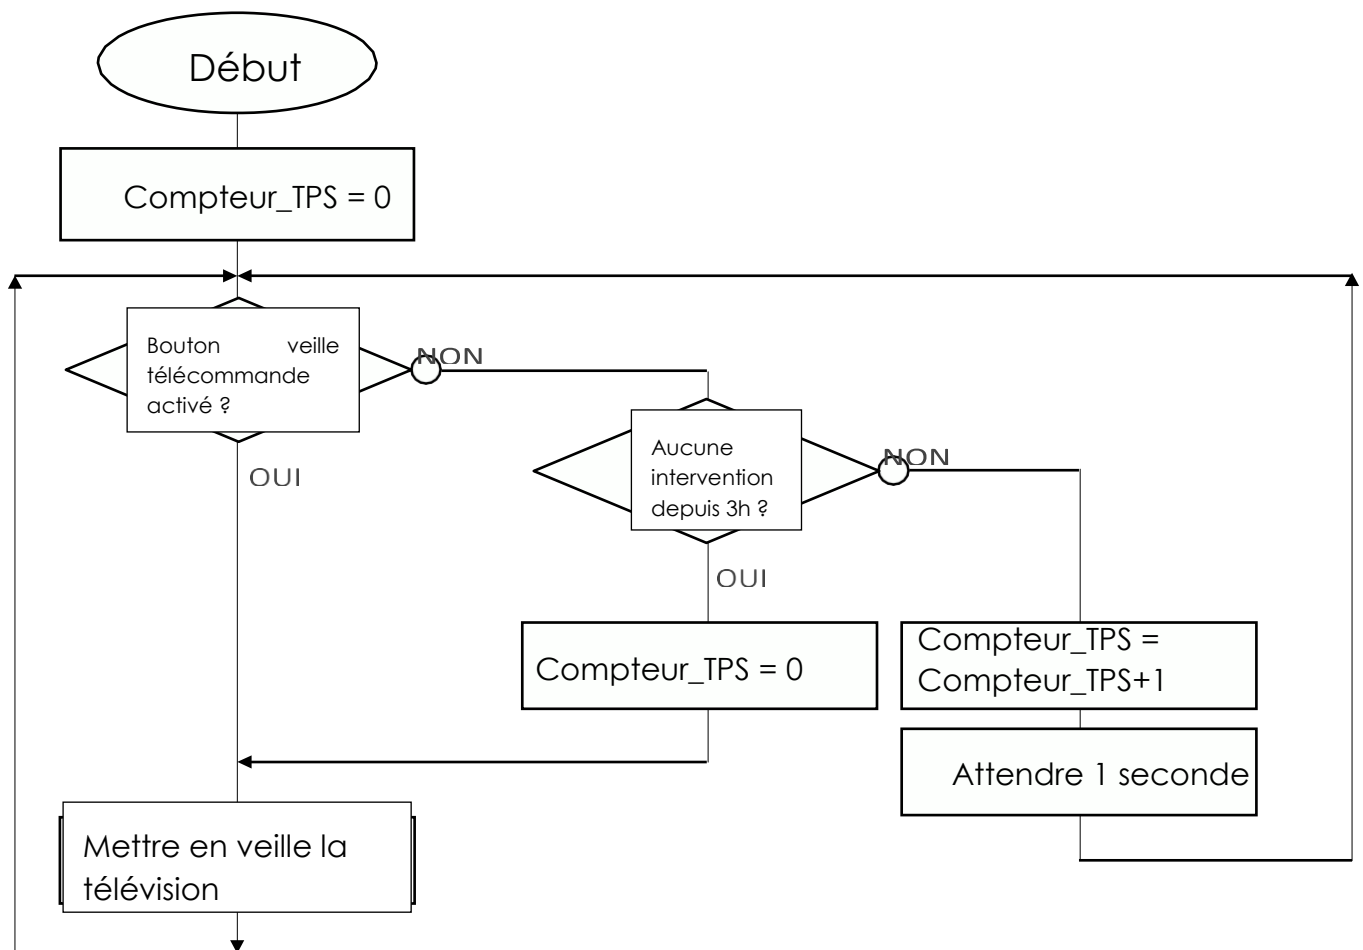 Début
Compteur_TPS = 0
Bouton veille
télécommande
activé ?
NON
OUI
Aucune
intervention
depuis 3h ?
NON
OUI
Compteur_TPS = 0
Compteur_TPS =
Compteur_TPS+1
Attendre 1 seconde
Mettre en veille la
télévision